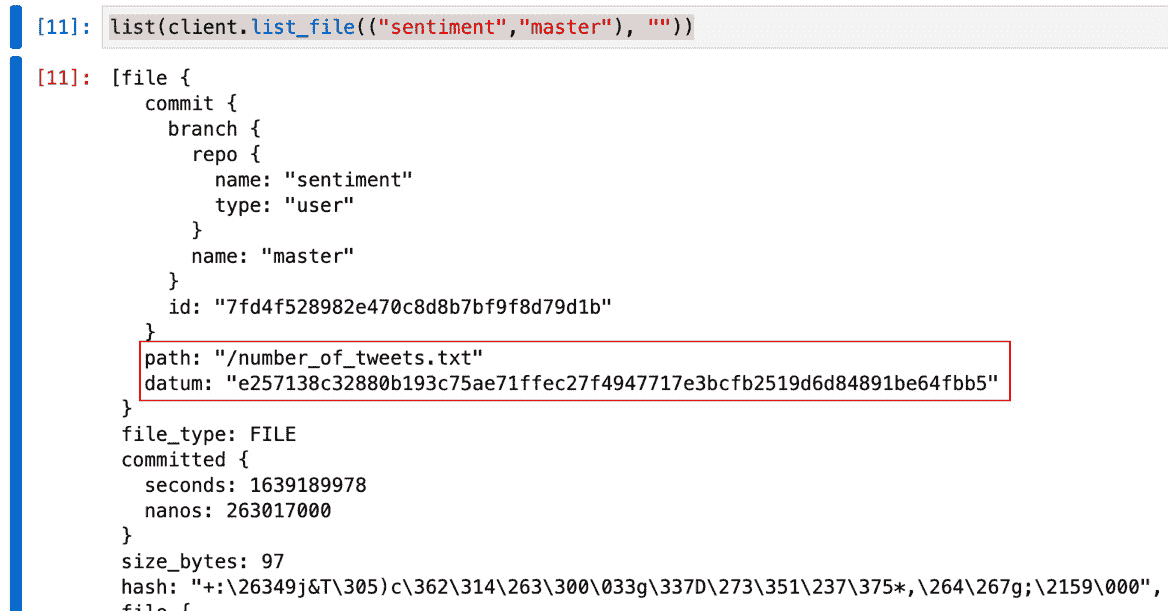 [11]: list(client.list_file(("sentiment","master"), ""))
[11]: [file {
commit {
branch {
repo {
name: "sentiment"
type: "user"
}
name: "master"
}
id: "7fd4f528982e470c8d8b7bf9f8d79d1b"
}
path: "/number_of_tweets.txt"
datum: "e257138c32880b193c75ae71ffec27f4947717e3bcfb2519d6d84891be64fbb5"
}
file_type: FILE
committed {
seconds: 1639189978
nanos: 263017000
}
size_bytes: 97
hash: "+:\26349j&T\305)c\362\314\263\300\033g\337D\273\351\237\375*,\264\267g;\2159\000",
file {